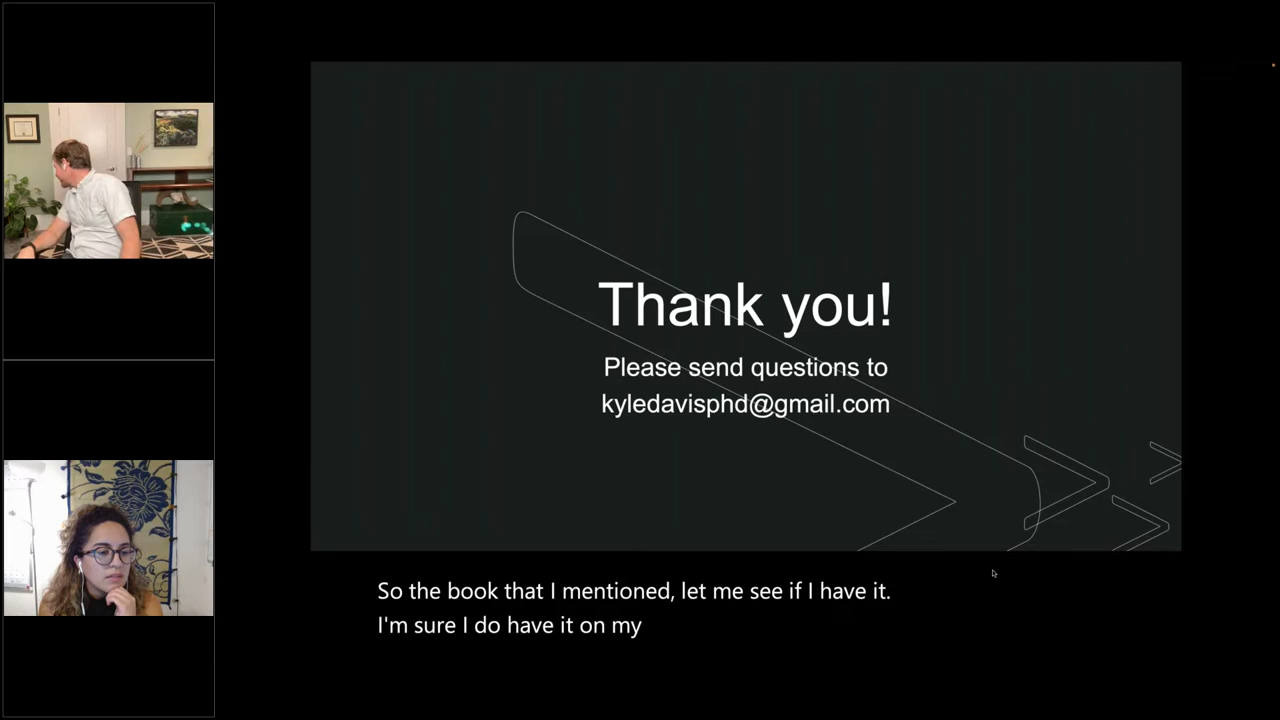 Thank you!
Please send questions to
kyledavisphd@gmail.com
So the book that I mentioned, let me see if I have it.
I'm sure I do have it on my